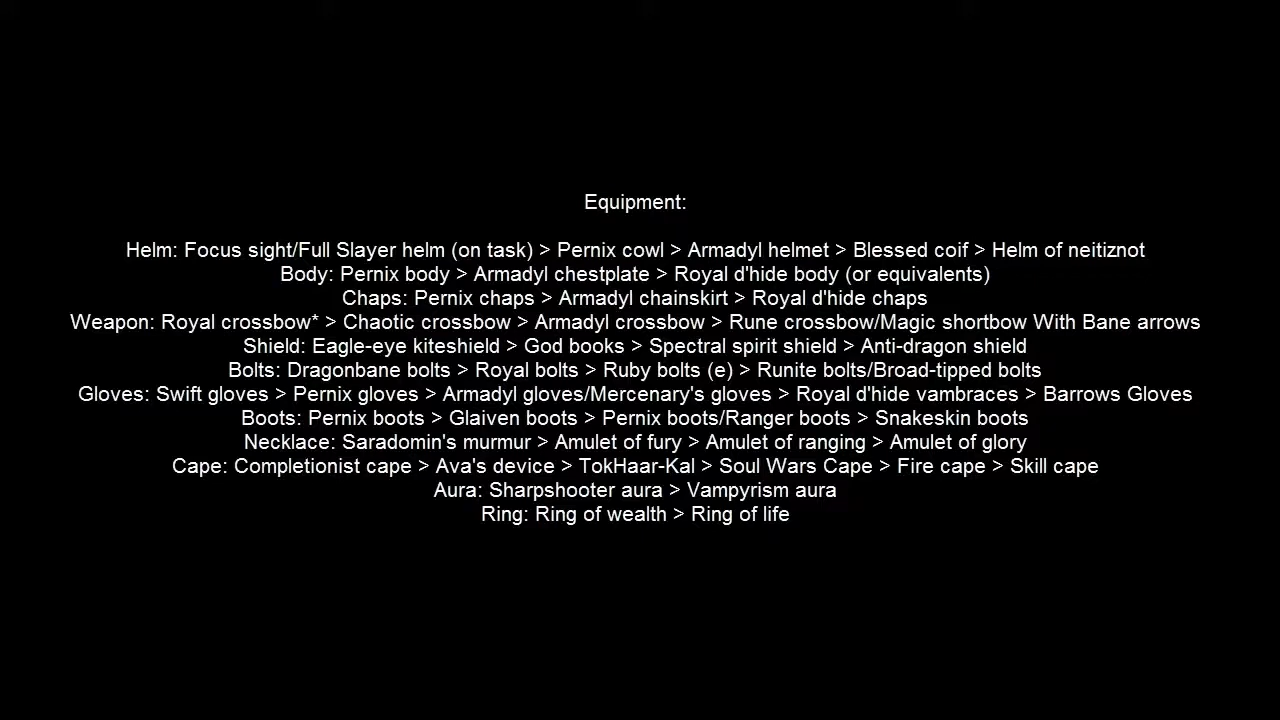 Equipment:
Helm: Focus sight/Full Slayer helm (on task) > Pernix cowl > Armadyl helmet > Blessed coif > Helm of neitiznot
Body: Pernix body > Armadyl chestplate > Royal d'hide body (or equivalents)
Chaps: Pernix chaps > Armadyl chainskirt > Royal d'hide chaps
Weapon: Royal crossbow* > Chaotic crossbow > Armadyl crossbow > Rune crossbow/Magic shortbow With Bane arrows
Shield: Eagle-eye kiteshield > God books > Spectral spirit shield > Anti-dragon shield
Bolts: Dragonbane bolts > Royal bolts > Ruby bolts (e) > Runite bolts/Broad-tipped bolts
Gloves: Swift gloves > Pernix gloves > Armadyl gloves/Mercenary's gloves > Royal d'hide vambraces > Barrows Gloves
Boots: Pernix boots > Glaiven boots > Pernix boots/Ranger boots > Snakeskin boots
Necklace: Saradomin's murmur > Amulet of fury > Amulet of ranging > Amulet of glory
Cape: Completionist cape > Ava's device > TokHaar-Kal > Soul Wars Cape > Fire cape > Skill cape
Aura: Sharpshooter aura > Vampyrism aura
Ring: Ring of wealth > Ring of life